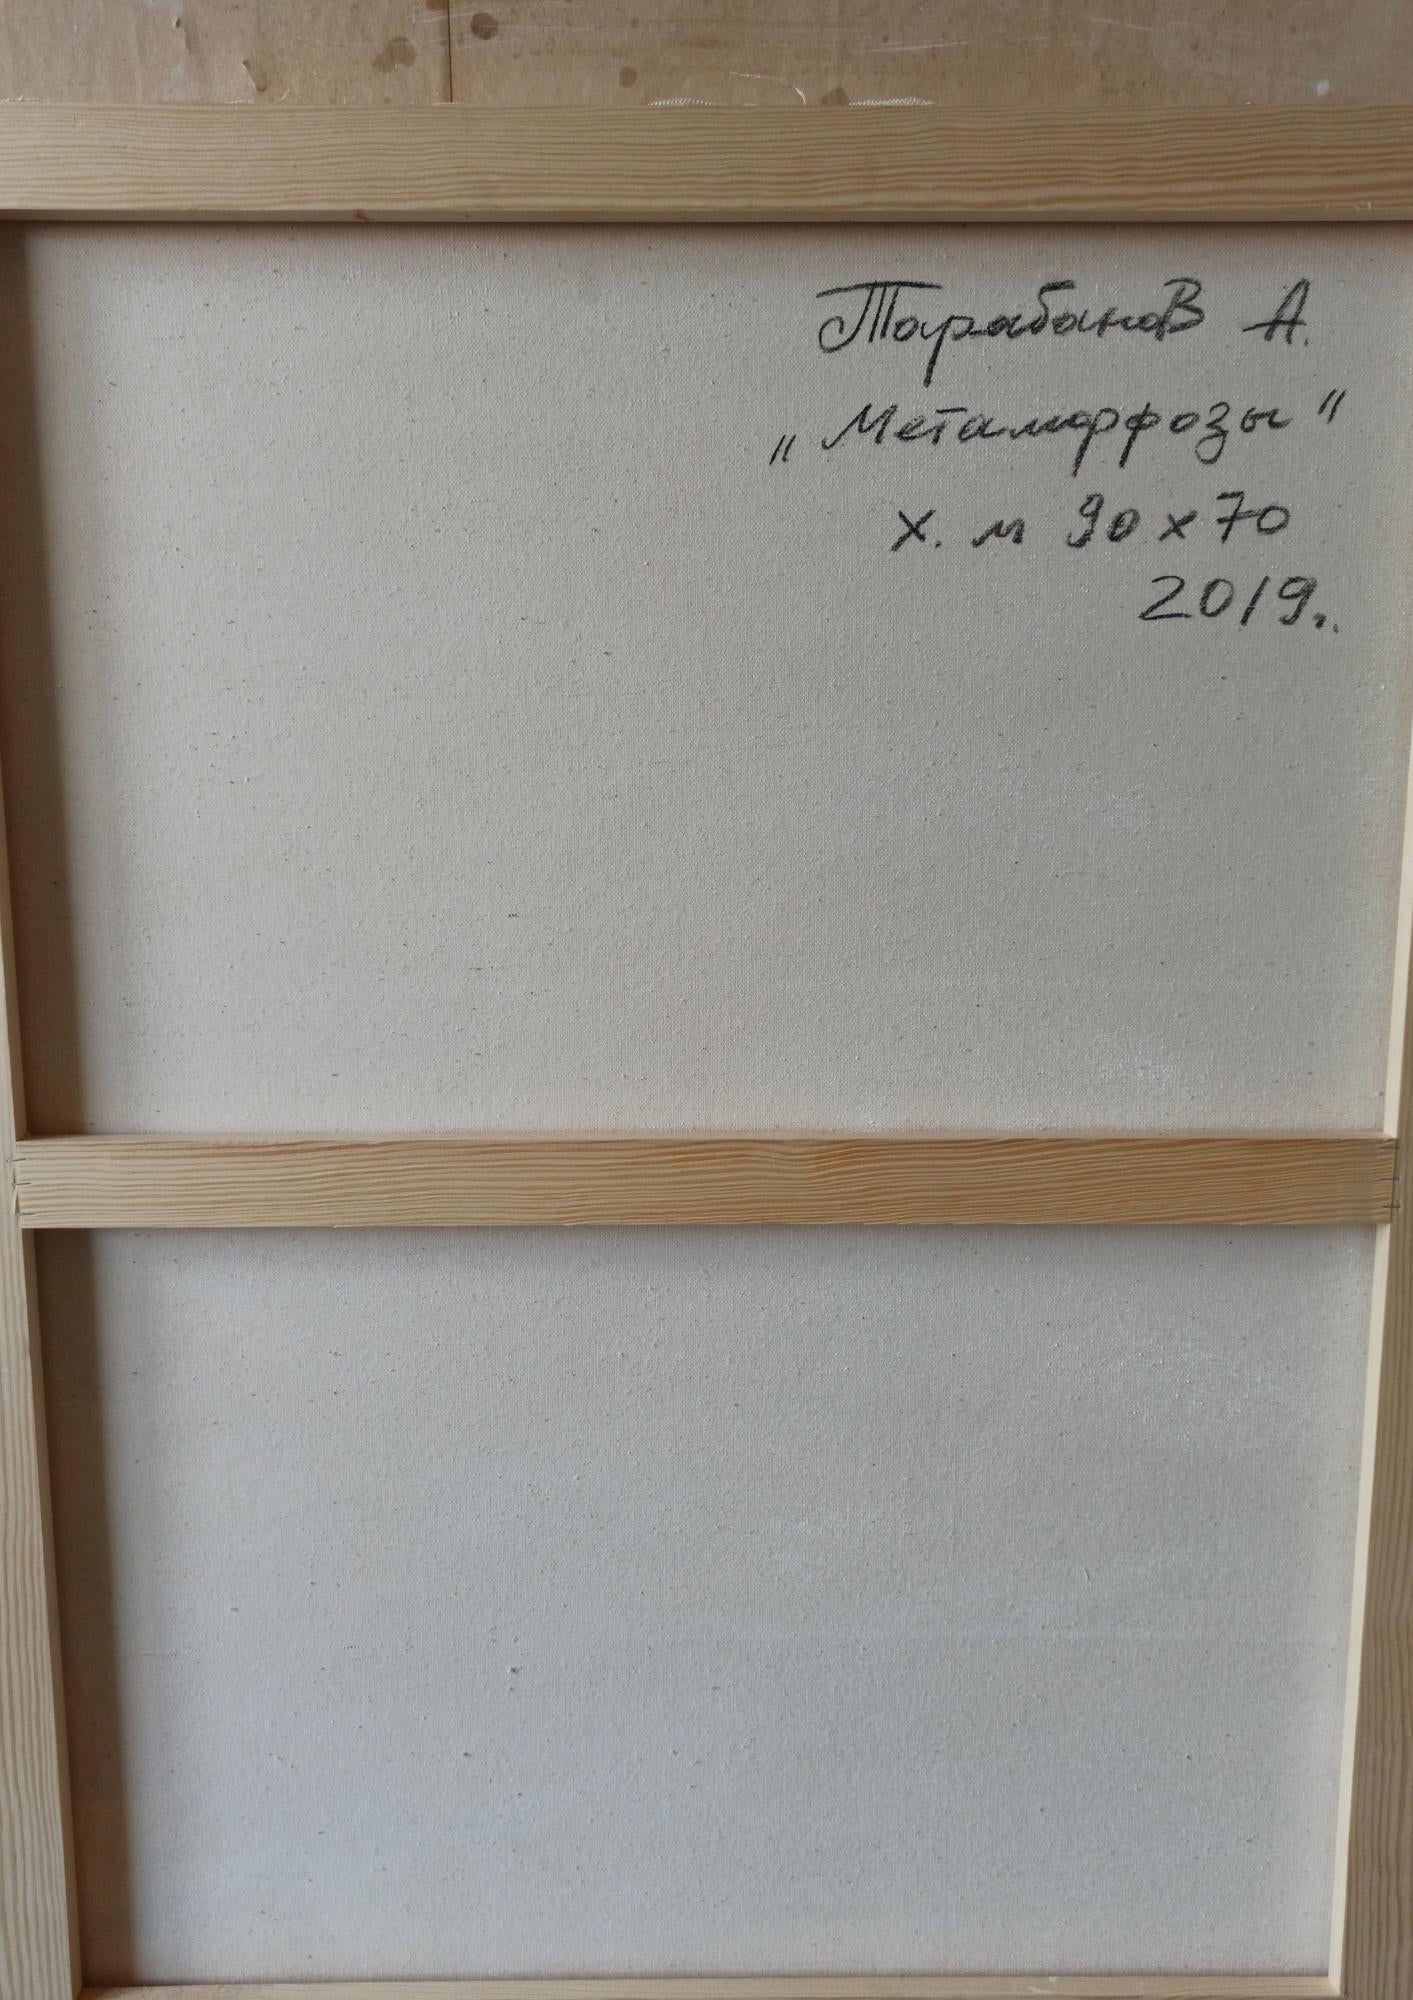 Тарабанов А.
„Метаморфозы"
х. м 90 х 70
2019г.